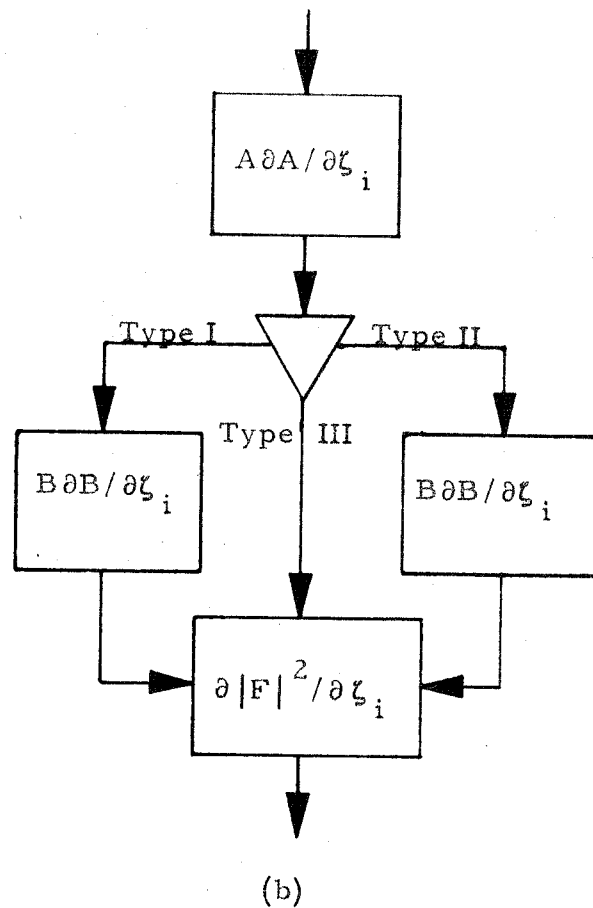 A∂A/∂ζ_i
Type I
Type II
Type III
B∂B/∂ζ_i
B∂B/∂ζ_i
∂|F|²/∂ζ_i
(b)